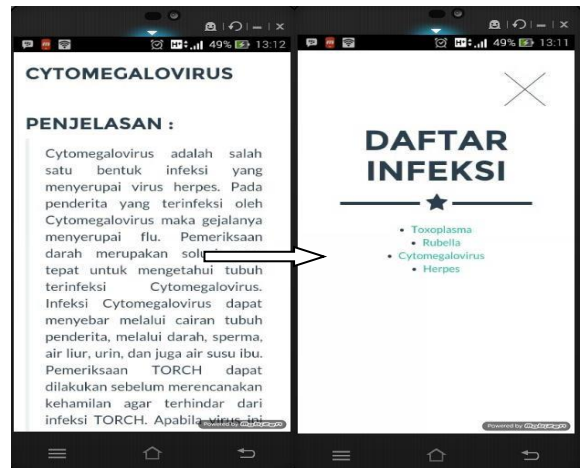 49% 13:12
CYTOMEGALOVIRUS
PENJELASAN :
Cytomegalovirus adalah salah
satu bentuk infeksi yang
menyerupai virus herpes. Pada
penderita yang terinfeksi oleh
Cytomegalovirus maka gejalanya
menyerupai flu. Pemeriksaan
darah merupakan
tepat untuk mengetahui tubuh
terinfeksi Cytomegalovirus.
Infeksi Cytomegalovirus dapat
menyebar melalui cairan tubuh
penderita, melalui darah, sperma,
air liur, urin, dan juga air susu ibu.
Pemeriksaan TORCH dapat
dilakukan sebelum merencanakan
kehamilan agar terhindar dari
infeksi TORCH. Apabila virus ini
Powered by
49% 13:11
DAFTAR
INFEKSI
• Toxoplasma
• Rubella
• Cytomegalovirus
• Herpes
Powered by